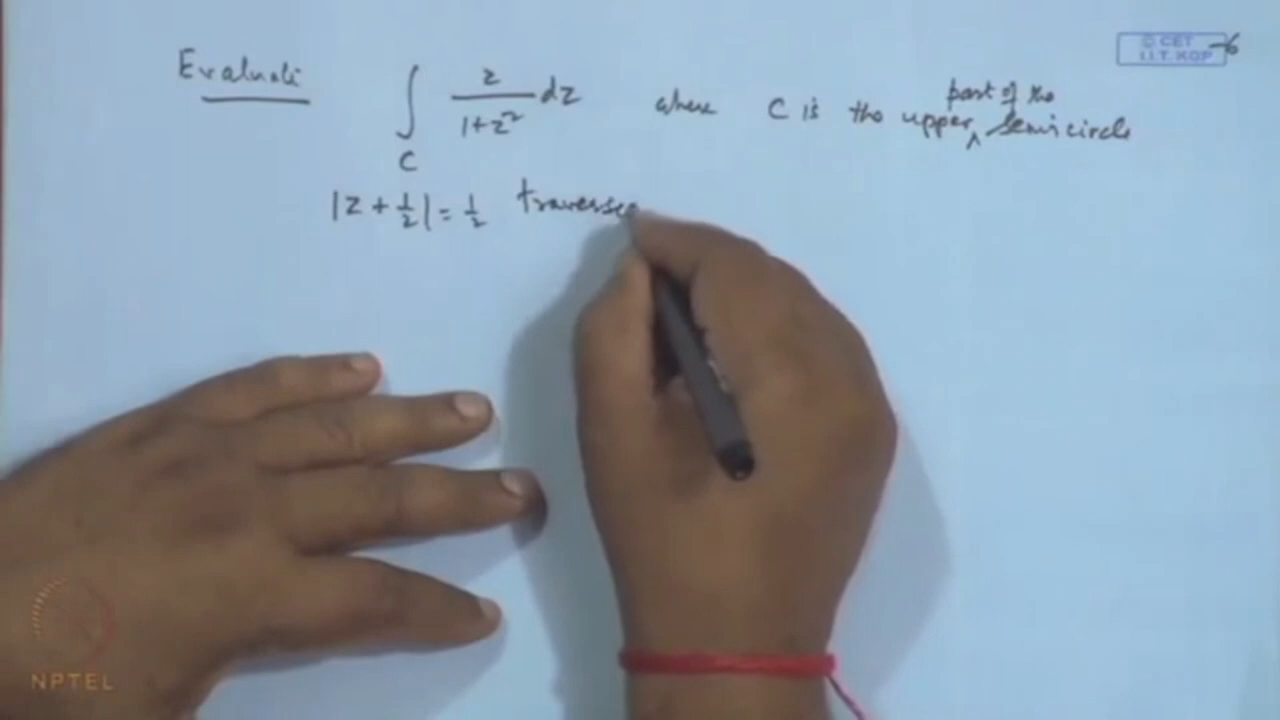 © CET
I.I.T. KGP
Evaluate ∫_C z/(1+z²) dz where C is the upper part of the semicircle
|z + 1/2| = 1/2 traverse
NPTEL